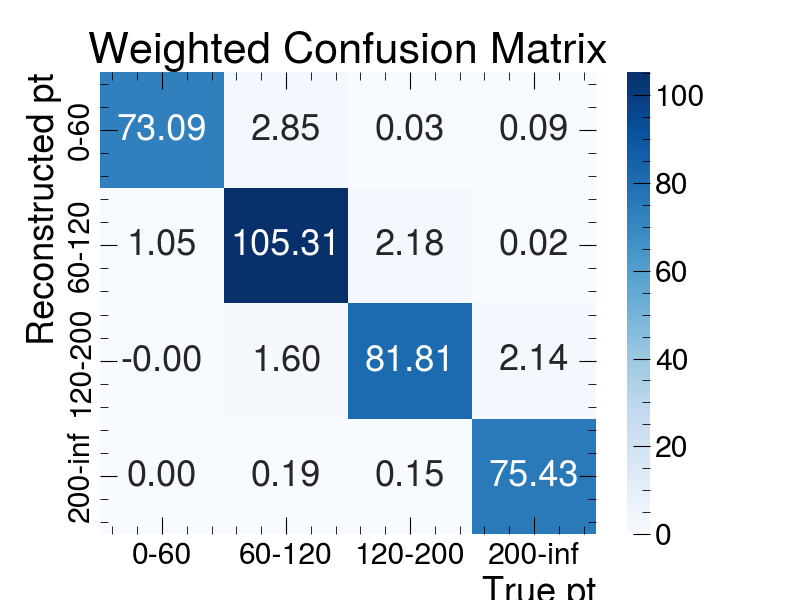 Weighted Confusion Matrix
Reconstructed pt
0-60
73.09 2.85 0.03 0.09
60-120
1.05 105.31 2.18 0.02
120-200
-0.00 1.60 81.81 2.14
200-inf
0.00 0.19 0.15 75.43
0-60 60-120 120-200 200-inf
True pt
100
80
60
40
20
0